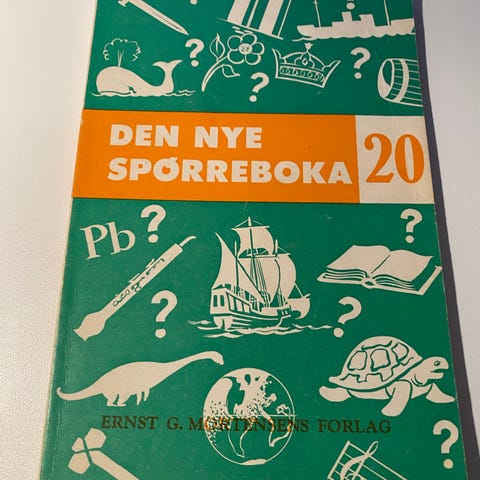 DEN NYE
SPØRREBOKA
20
Pb
ERNST G. MORTENSENS FORLAG